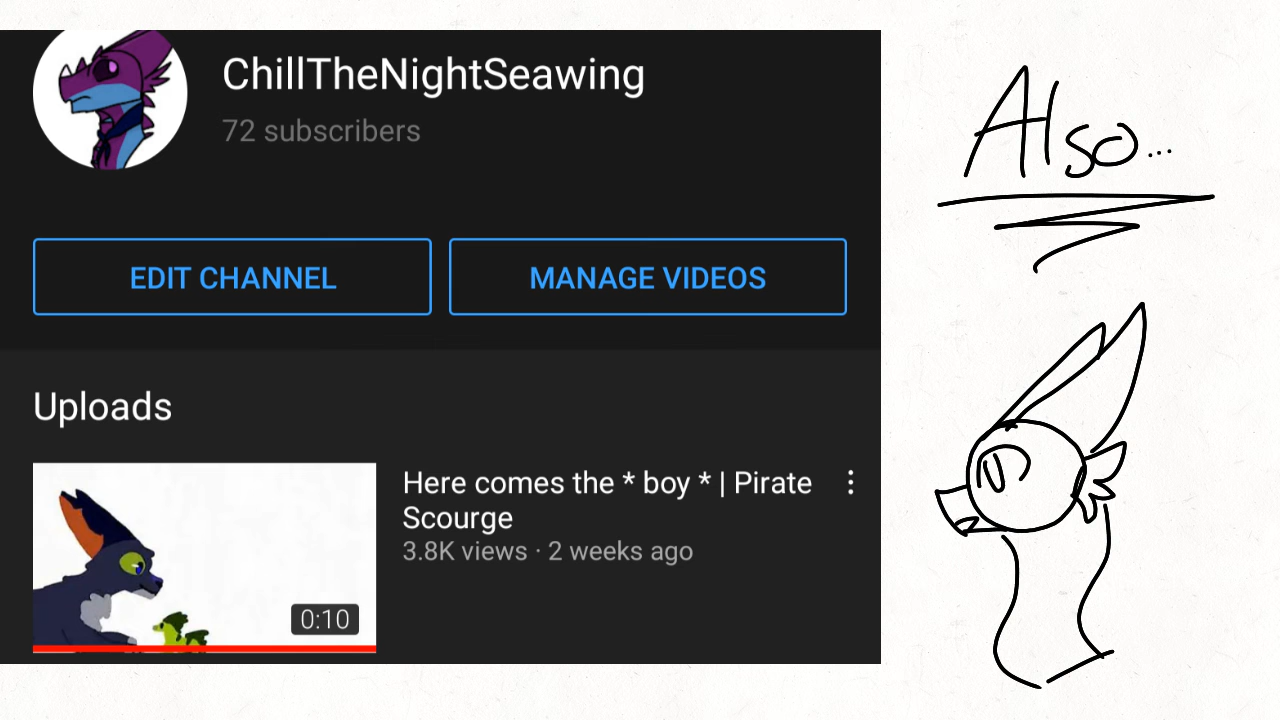 ChillTheNightSeawing
72 subscribers
EDIT CHANNEL
MANAGE VIDEOS
Uploads
Here comes the * boy * | Pirate
Scourge
3.8K views · 2 weeks ago
0:10
Also...